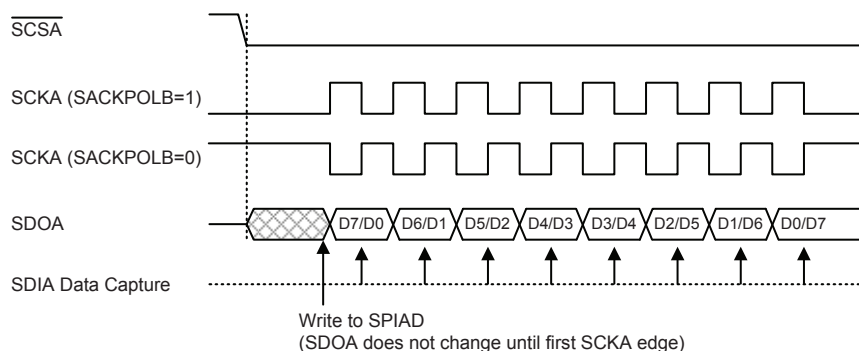 SCSA
SCKA (SACKPOLB=1)
SCKA (SACKPOLB=0)
SDOA D7/D0 D6/D1 D5/D2 D4/D3 D3/D4 D2/D5 D1/D6 D0/D7
SDIA Data Capture
Write to SPIAD
(SDOA does not change until first SCKA edge)